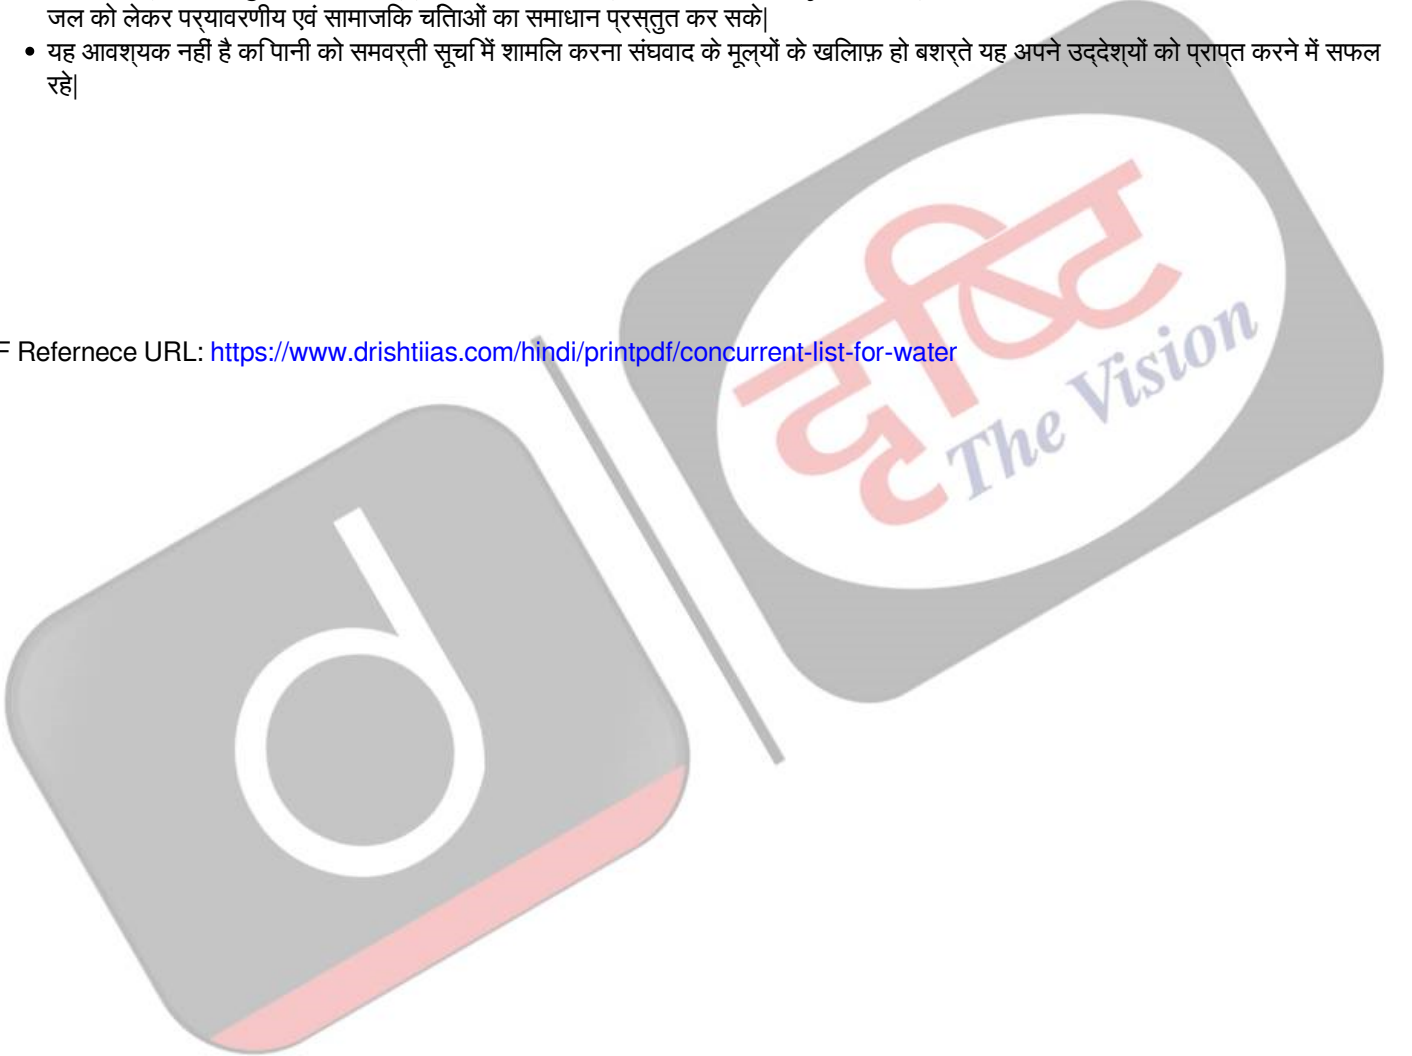 जल को लेकर पर्यावरणीय एवं सामाजिक चिंताओं का समाधान प्रस्तुत कर सके|
• यह आवश्यक नहीं है कि पानी को समवर्ती सूची में शामिल करना संघवाद के मूल्यों के खिलाफ़ हो बशर्ते यह अपने उद्देश्यों को प्राप्त करने में सफल
रहे|
F Refernece URL: https://www.drishtiias.com/hindi/printpdf/concurrent-list-for-water
दृष्टि
The Vision